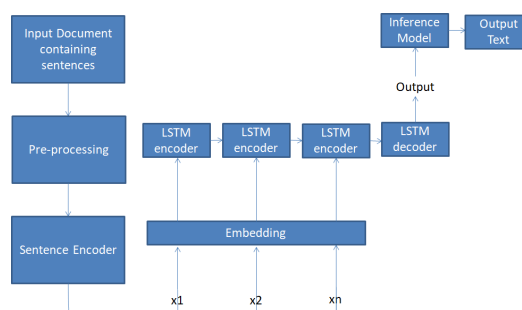 Input Document
containing
sentences
Pre-processing
Sentence Encoder
Inference
Model
Output
Text
Output
LSTM
encoder
LSTM
encoder
LSTM
encoder
LSTM
decoder
Embedding
x1
x2
xn